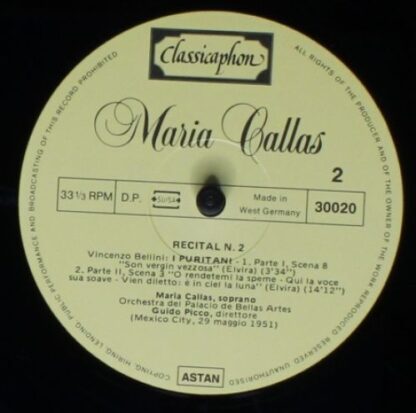 Classicaphon
Maria Callas
2
33 1/3 RPM
D.P.
SUISA
Made in
West Germany
30020
RECITAL N. 2
Vincenzo Bellini: I PURITANI - 1. Parte I, Scena 8
"Son vergin vezzosa" (Elvira) (3'34")
2. Parte II, Scena 3 "O rendetemi la speme - Qui la voce
sua soave - Vien diletto: è in ciel la luna" (Elvira) (14'12")
Maria Callas, soprano
Orchestra del Palacio de Bellas Artes
Guido Picco, direttore
(Mexico City, 29 maggio 1951)
ASTAN
ALL RIGHTS OF THE PRODUCER AND OF THE OWNER OF THE WORK REPRODUCED RESERVED UNAUTHORISED COPYING, HIRING, LENDING, PUBLIC PERFORMANCE AND BROADCASTING OF THIS RECORD PROHIBITED